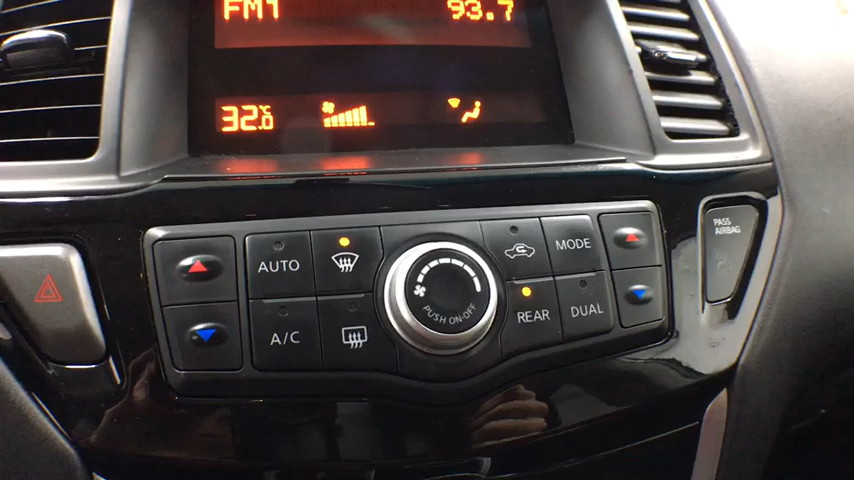 FM1 93.7
32.0°C
PASS
AIRBAG
AUTO
MODE
A/C
PUSH ON·OFF
REAR
DUAL